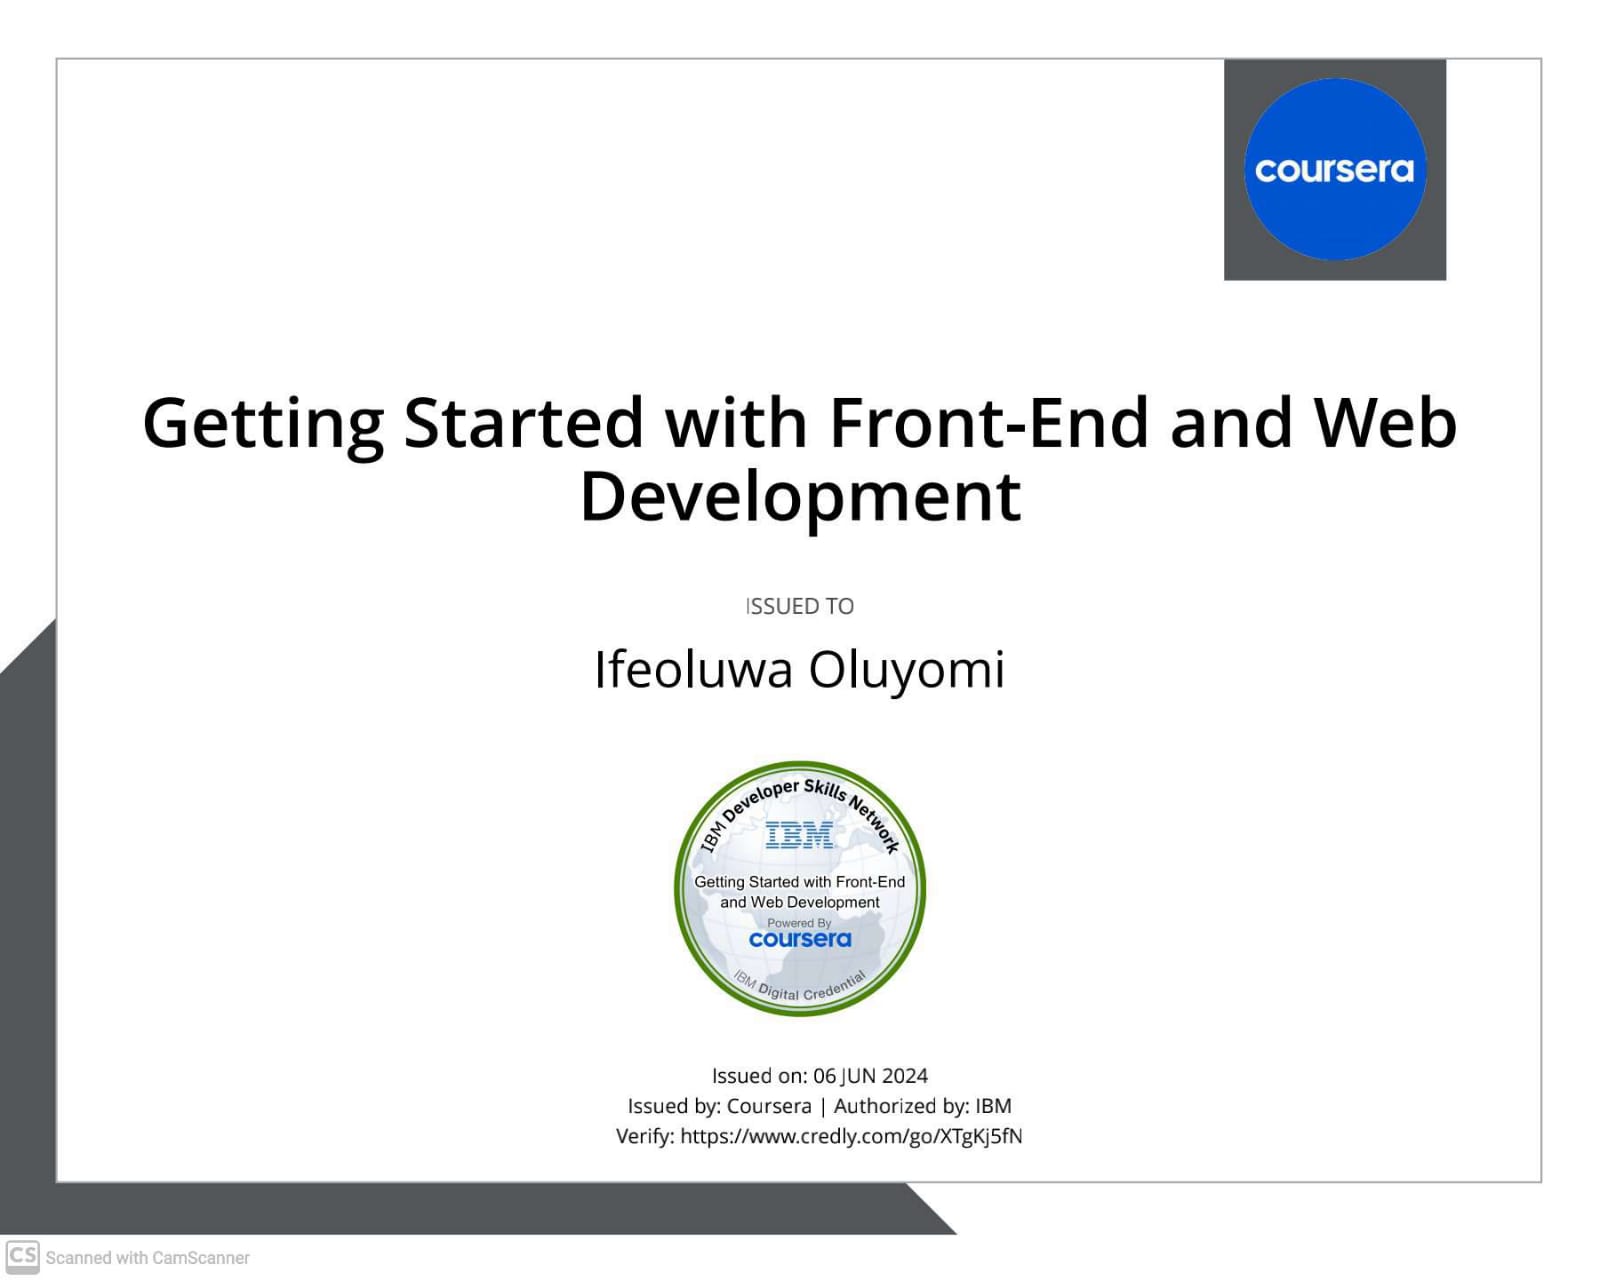 coursera
Getting Started with Front-End and Web
Development
ISSUED TO
Ifeoluwa Oluyomi
IBM Developer Skills Network
IBM
Getting Started with Front-End
and Web Development
Powered By
coursera
IBM Digital Credential
Issued on: 06 JUN 2024
Issued by: Coursera | Authorized by: IBM
Verify: https://www.credly.com/go/XTgKj5fN
CS Scanned with CamScanner